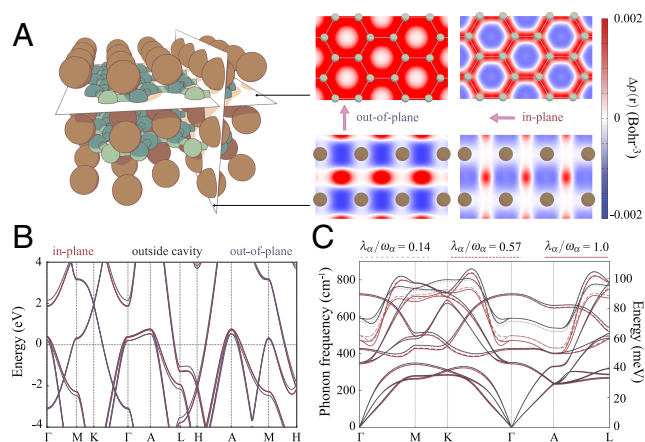 A
out-of-plane
in-plane
0.002
0
-0.002
Δρ(r) (Bohr⁻³)
B
in-plane
outside cavity
out-of-plane
Energy (eV)
4
2
0
-2
-4
Γ M K Γ A L H A M H
C
λα/ωα = 0.14
λα/ωα = 0.57
λα/ωα = 1.0
Phonon frequency (cm⁻¹)
800
600
400
200
0
Γ M K Γ A L
100
80
60
40
20
0
Energy (meV)